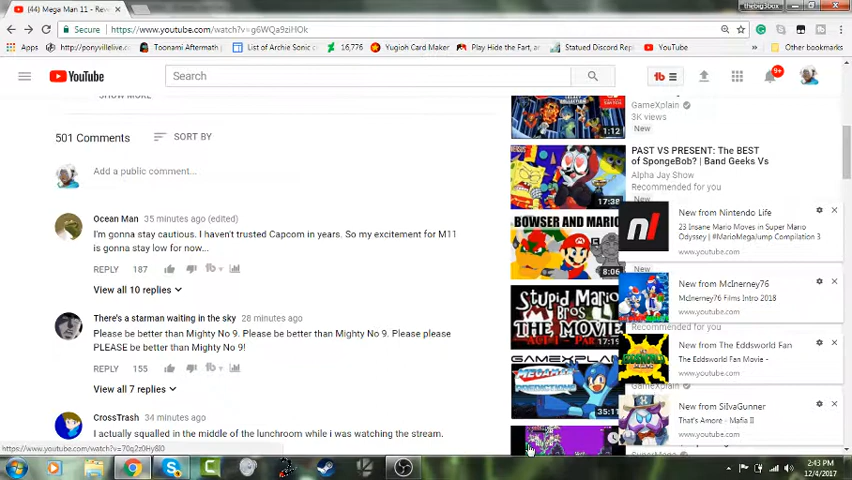 (44) Mega Man 11 - Rev
thebig3box
Secure
https://www.youtube.com/watch?v=g6WQa9ziHOk
Apps
http://ponyvillelive.c
Toonami Aftermath
List of Archie Sonic c
16,776
Yugioh Card Maker
Play Hide the Fart, a
Statued Discord Rep
YouTube
Other bookmarks
YouTube
Search
9+
SHOW MORE
501 Comments
SORT BY
Add a public comment...
Ocean Man 35 minutes ago (edited)
I'm gonna stay cautious. I haven't trusted Capcom in years. So my excitement for M11
is gonna stay low for now...
REPLY 187
View all 10 replies
There's a starman waiting in the sky 28 minutes ago
Please be better than Mighty No 9. Please be better than Mighty No 9. Please please
PLEASE be better than Mighty No 9!
REPLY 155
View all 7 replies
CrossTrash 34 minutes ago
I actually squalled in the middle of the lunchroom while i was watching the stream.
https://www.youtube.com/watch?v=70q2z0Hy8I0
COLLECTION
1:12
GameXplain
3K views
New
PAST VS PRESENT: The BEST
of SpongeBob? | Band Geeks Vs
Alpha Jay Show
Recommended for you
17:38
BOWSER AND MARIO
8:06
New
STUPID MARIO
BROS
THE MOVIE
17:19
Recommended for you
GAMEXPLAIN
MEGAMAN
PREDICTIONS
35:11
GameXplain
New
New from Nintendo Life
23 Insane Mario Moves in Super Mario
Odyssey | #MarioMegaJump Compilation 3
www.youtube.com
New from McInerney76
McInerney76 Films Intro 2018
www.youtube.com
New from The Eddsworld Fan
The Eddsworld Fan Movie -
www.youtube.com
New from SilvaGunner
That's Amore - Mafia II
www.youtube.com
2:43 PM
12/4/2017